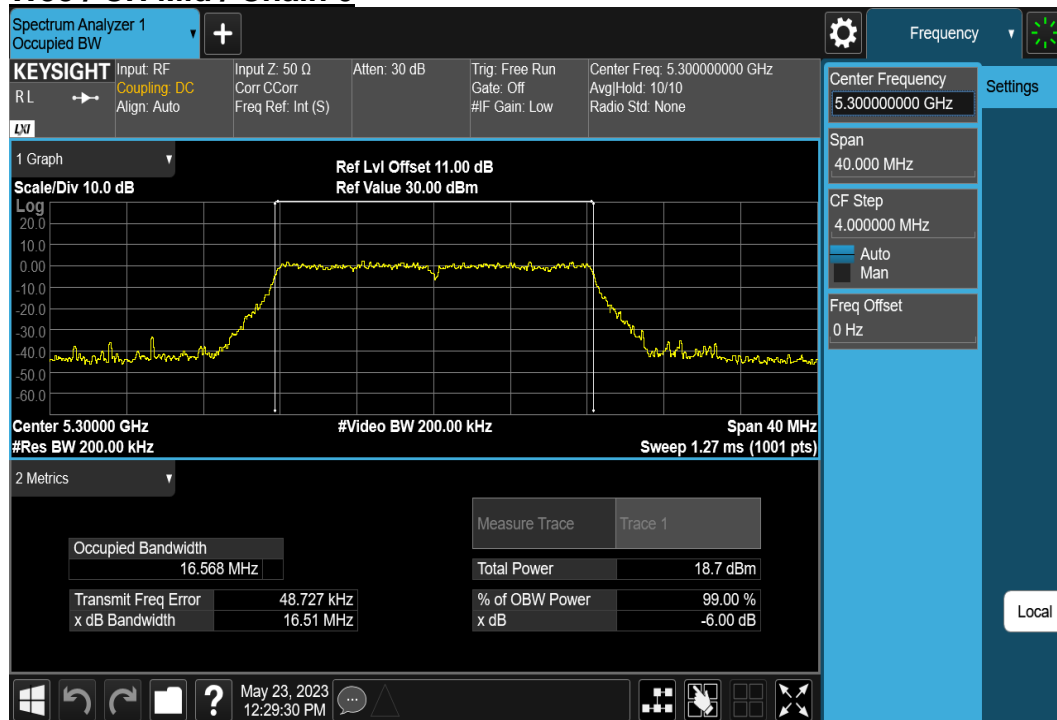 Spectrum Analyzer 1
Occupied BW
Frequency
KEYSIGHT
RL
LXI
Input: RF
Coupling: DC
Align: Auto
Input Z: 50 Ω
Corr CCorr
Freq Ref: Int (S)
Atten: 30 dB
Trig: Free Run
Gate: Off
#IF Gain: Low
Center Freq: 5.300000000 GHz
Avg|Hold: 10/10
Radio Std: None
Center Frequency
5.300000000 GHz
Settings
Span
40.000 MHz
CF Step
4.000000 MHz
Auto
Man
Freq Offset
0 Hz
Local
1 Graph
Scale/Div 10.0 dB
Ref Lvl Offset 11.00 dB
Ref Value 30.00 dBm
Log
20.0
10.0
0.00
-10.0
-20.0
-30.0
-40.0
-50.0
-60.0
Center 5.30000 GHz
#Res BW 200.00 kHz
#Video BW 200.00 kHz
Span 40 MHz
Sweep 1.27 ms (1001 pts)
2 Metrics
Measure Trace Trace 1
Occupied Bandwidth
16.568 MHz
Total Power 18.7 dBm
Transmit Freq Error 48.727 kHz
% of OBW Power 99.00 %
x dB Bandwidth 16.51 MHz
x dB -6.00 dB
?
May 23, 2023
12:29:30 PM